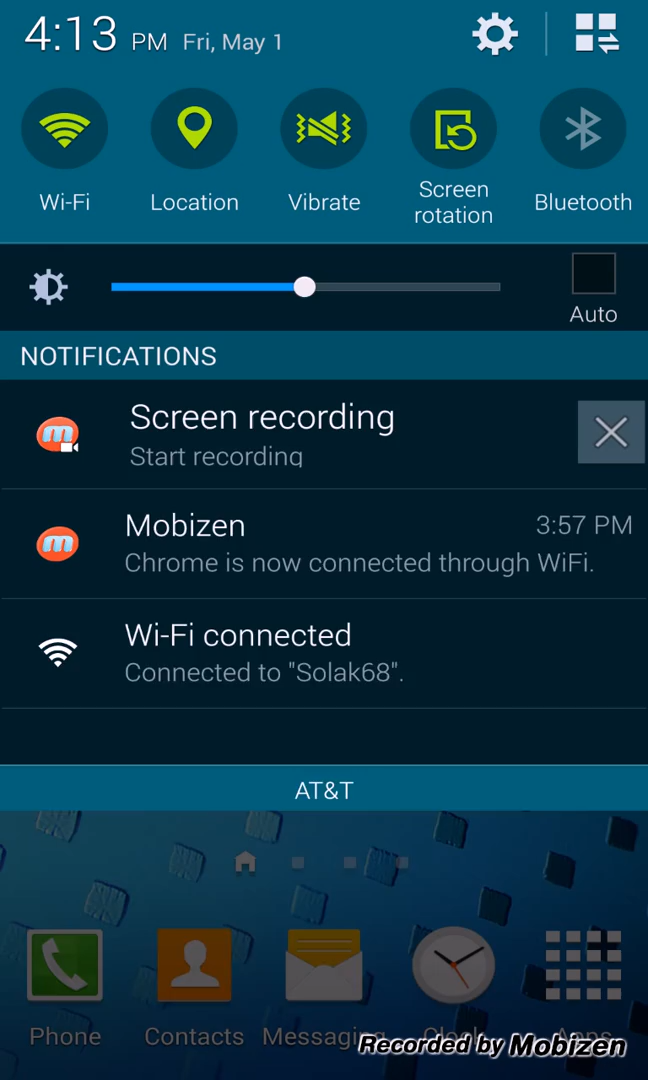 4:13 PM Fri, May 1
Wi-Fi
Location
Vibrate
Screen
rotation
Bluetooth
Auto
NOTIFICATIONS
Screen recording
Start recording
Mobizen
3:57 PM
Chrome is now connected through WiFi.
Wi-Fi connected
Connected to "Solak68".
AT&T
Phone
Contacts
Messaging
Clock
Apps
Recorded by Mobizen